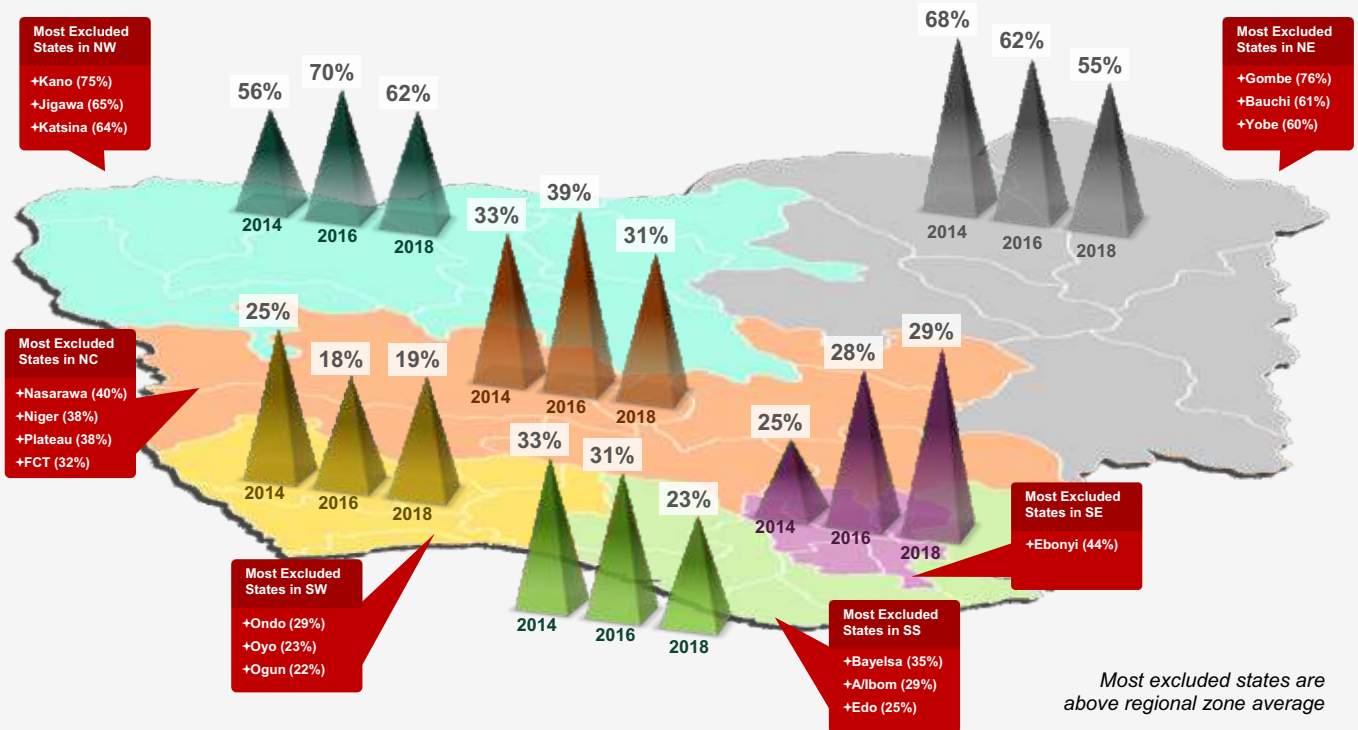 Most Excluded
States in NW
✦Kano (75%)
✦Jigawa (65%)
✦Katsina (64%)
56%
70%
62%
2014
2016
2018
68%
62%
55%
2014
2016
2018
Most Excluded
States in NE
✦Gombe (76%)
✦Bauchi (61%)
✦Yobe (60%)
33%
39%
31%
2014
2016
2018
Most Excluded
States in NC
✦Nasarawa (40%)
✦Niger (38%)
✦Plateau (38%)
✦FCT (32%)
25%
18%
19%
2014
2016
2018
25%
28%
29%
2014
2016
2018
33%
31%
23%
2014
2016
2018
Most Excluded
States in SE
✦Ebonyi (44%)
Most Excluded
States in SW
✦Ondo (29%)
✦Oyo (23%)
✦Ogun (22%)
Most Excluded
States in SS
✦Bayelsa (35%)
✦A/Ibom (29%)
✦Edo (25%)
Most excluded states are
above regional zone average